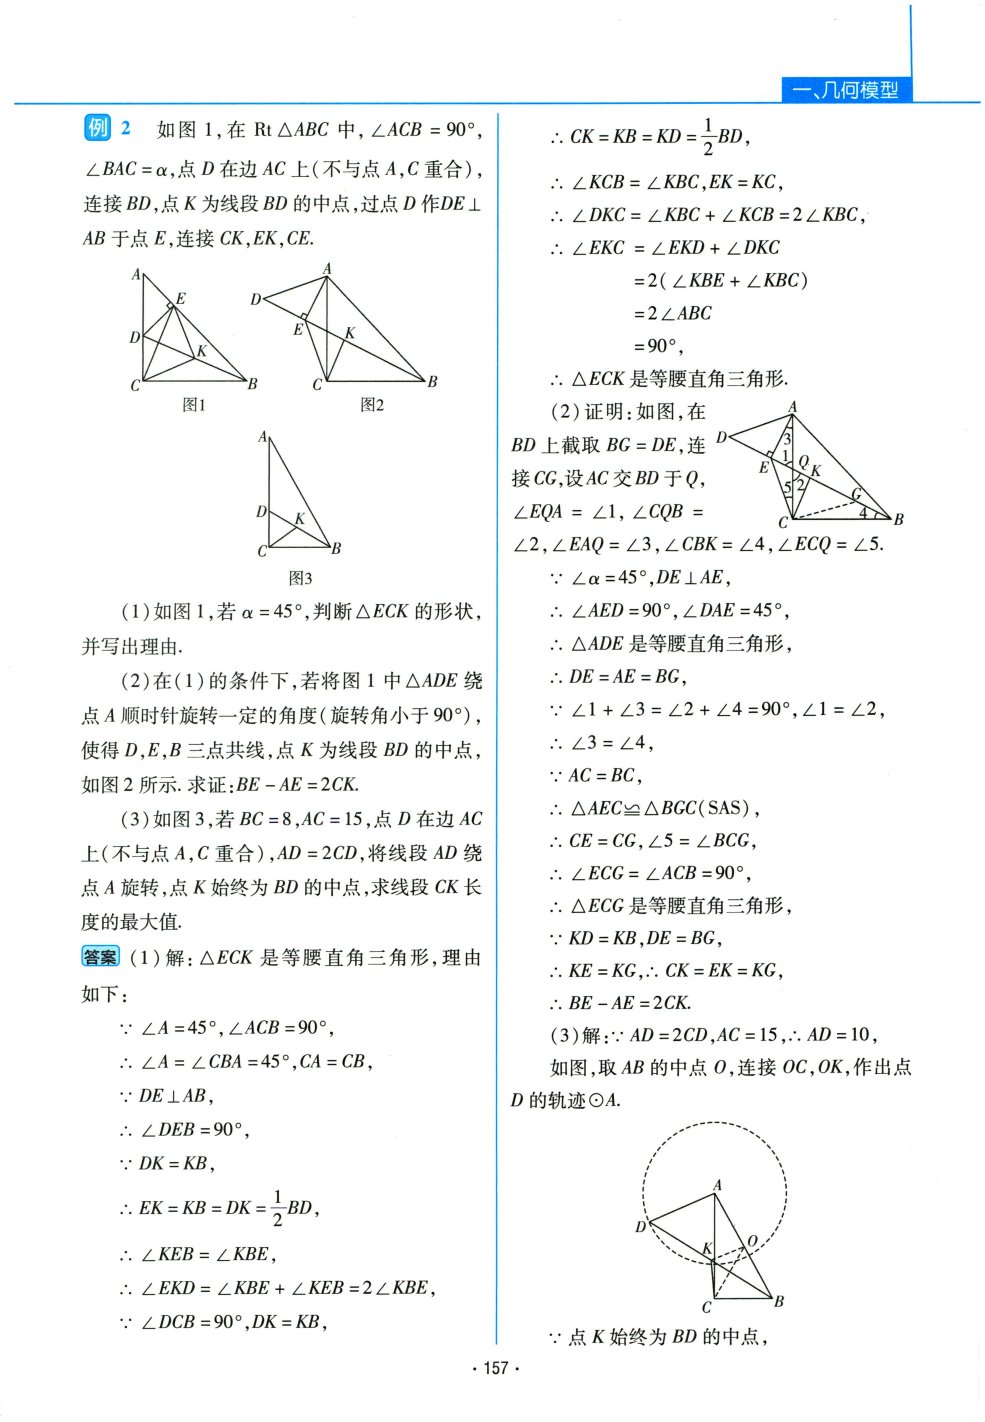 一、几何模型
例 2 如图 1,在 Rt△ABC 中,∠ACB = 90°,
∠BAC = α,点 D 在边 AC 上(不与点 A,C 重合),
连接 BD,点 K 为线段 BD 的中点,过点 D 作DE⊥
AB 于点 E,连接 CK,EK,CE.
A
E
D
K
C
B
图1
A
D
E
K
C
B
图2
A
D
K
C
B
图3
(1)如图 1,若 α = 45°,判断△ECK 的形状,
并写出理由.
(2)在(1)的条件下,若将图 1 中△ADE 绕
点 A 顺时针旋转一定的角度(旋转角小于 90°),
使得 D,E,B 三点共线,点 K 为线段 BD 的中点,
如图 2 所示. 求证:BE - AE = 2CK.
(3)如图 3,若 BC = 8,AC = 15,点 D 在边 AC
上(不与点 A,C 重合),AD = 2CD,将线段 AD 绕
点 A 旋转,点 K 始终为 BD 的中点,求线段 CK 长
度的最大值.
答案 (1)解:△ECK 是等腰直角三角形,理由
如下:
∵ ∠A = 45°,∠ACB = 90°,
∴ ∠A = ∠CBA = 45°,CA = CB,
∵ DE⊥AB,
∴ ∠DEB = 90°,
∵ DK = KB,
∴ EK = KB = DK = 1/2 BD,
∴ ∠KEB = ∠KBE,
∴ ∠EKD = ∠KBE + ∠KEB = 2∠KBE,
∵ ∠DCB = 90°,DK = KB,
∴ CK = KB = KD = 1/2 BD,
∴ ∠KCB = ∠KBC,EK = KC,
∴ ∠DKC = ∠KBC + ∠KCB = 2∠KBC,
∴ ∠EKC = ∠EKD + ∠DKC
= 2(∠KBE + ∠KBC)
= 2∠ABC
= 90°,
∴ △ECK 是等腰直角三角形.
(2)证明:如图,在
BD 上截取 BG = DE,连
接 CG,设 AC 交 BD 于 Q,
∠EQA = ∠1, ∠CQB =
∠2,∠EAQ = ∠3,∠CBK = ∠4,∠ECQ = ∠5.
A
D
3
1
E
Q
K
5
2
G
4
C
B
∵ ∠α = 45°,DE⊥AE,
∴ ∠AED = 90°,∠DAE = 45°,
∴ △ADE 是等腰直角三角形,
∴ DE = AE = BG,
∵ ∠1 + ∠3 = ∠2 + ∠4 = 90°,∠1 = ∠2,
∴ ∠3 = ∠4,
∵ AC = BC,
∴ △AEC≌△BGC(SAS),
∴ CE = CG,∠5 = ∠BCG,
∴ ∠ECG = ∠ACB = 90°,
∴ △ECG 是等腰直角三角形,
∵ KD = KB,DE = BG,
∴ KE = KG,∴ CK = EK = KG,
∴ BE - AE = 2CK.
(3)解:∵ AD = 2CD,AC = 15,∴ AD = 10,
如图,取 AB 的中点 O,连接 OC,OK,作出点
D 的轨迹⊙A.
A
D
K
O
C
B
∵ 点 K 始终为 BD 的中点,
· 157 ·